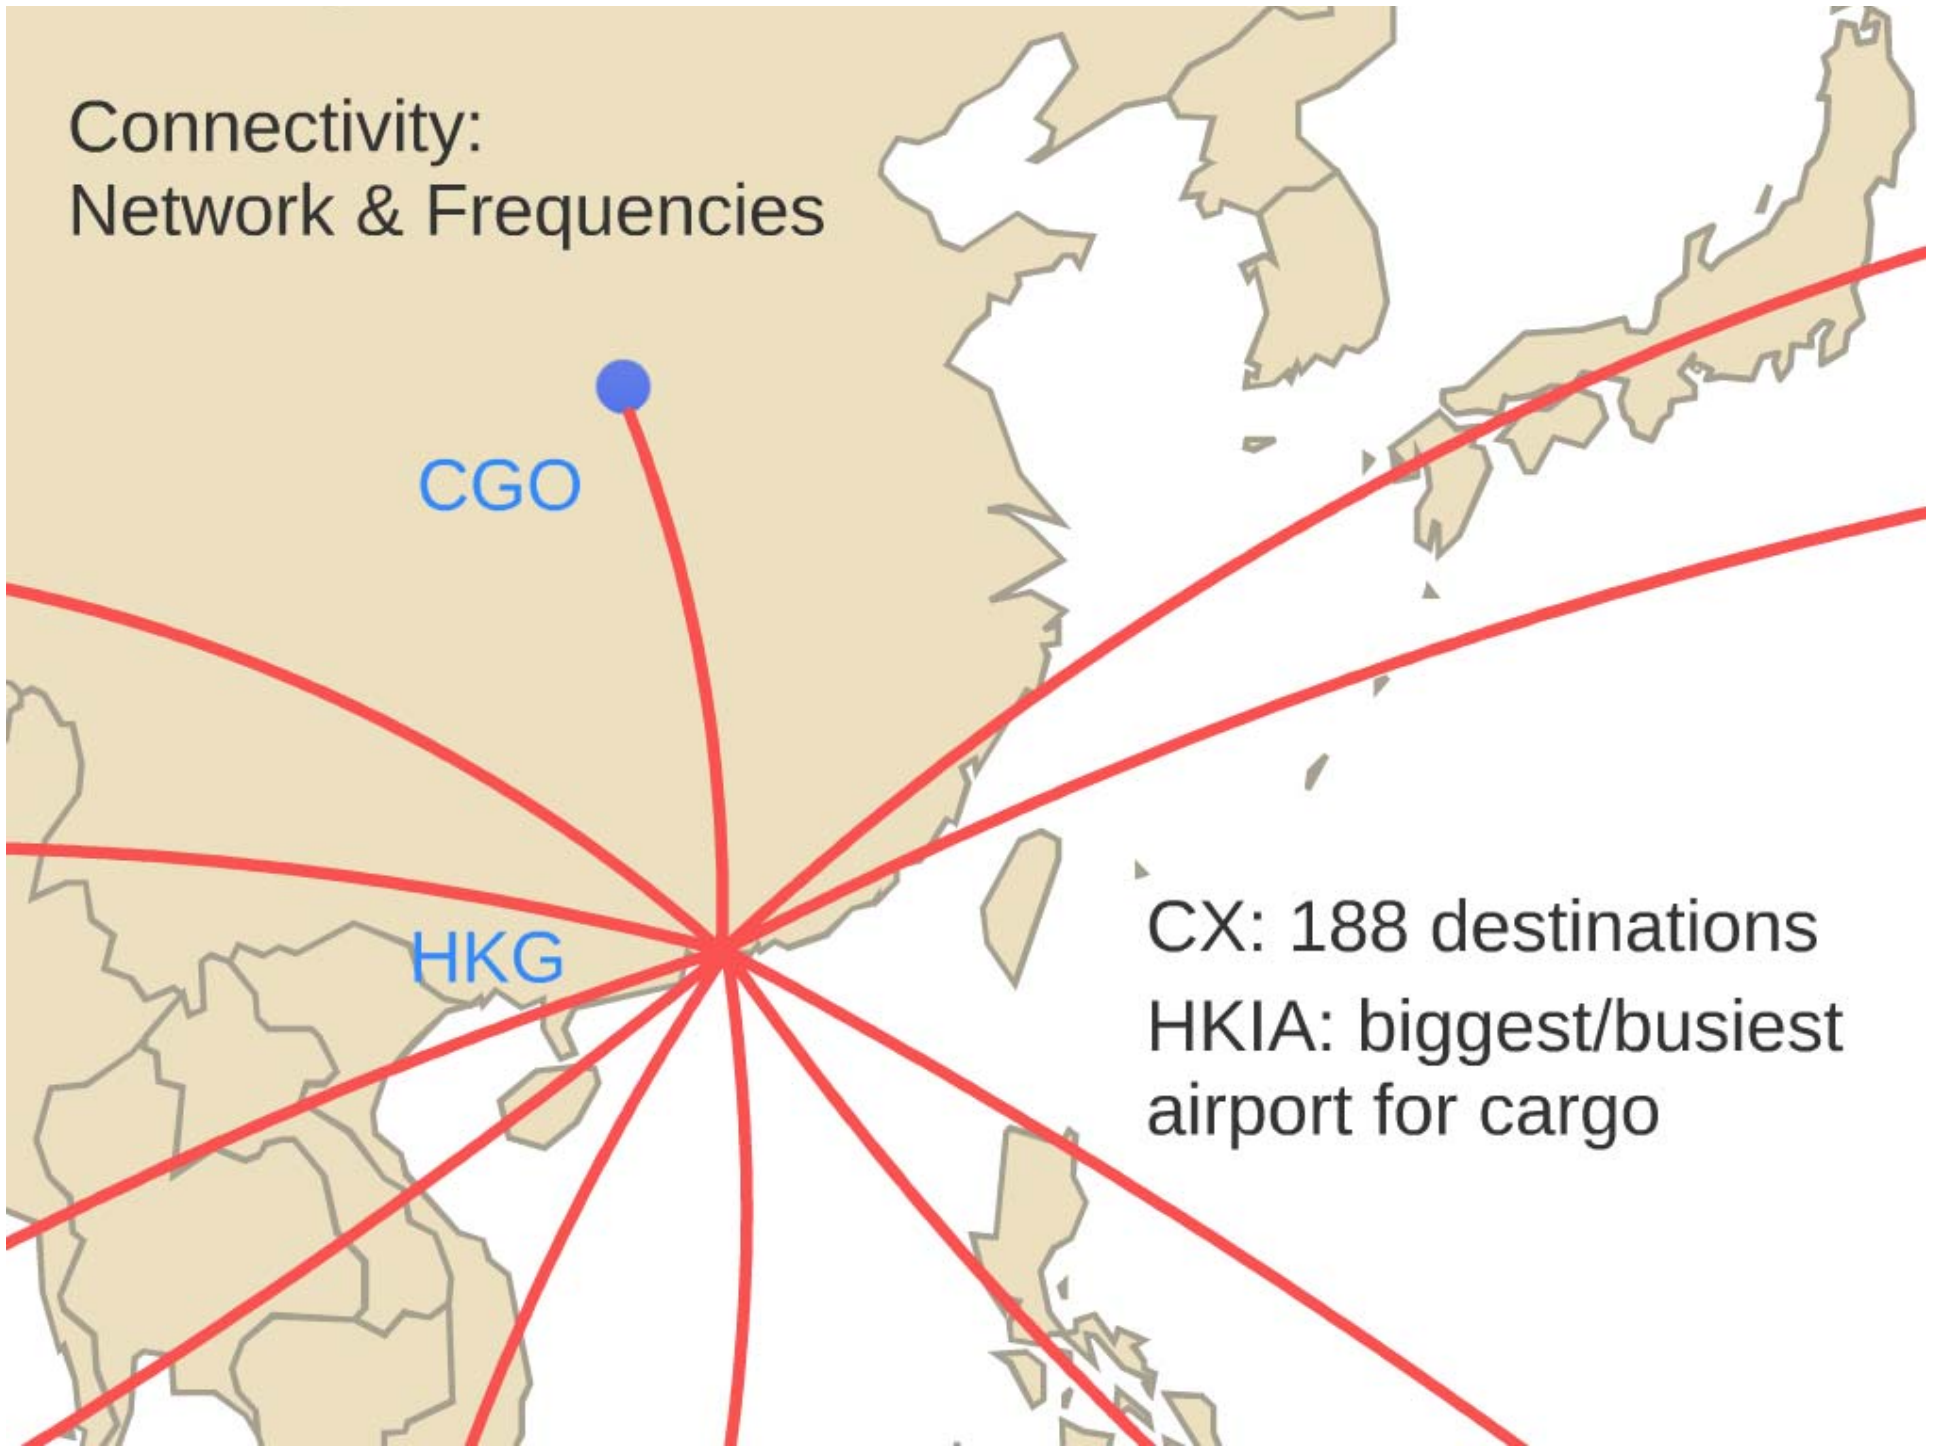 Connectivity:
Network & Frequencies
CGO
HKG
CX: 188 destinations
HKIA: biggest/busiest
airport for cargo